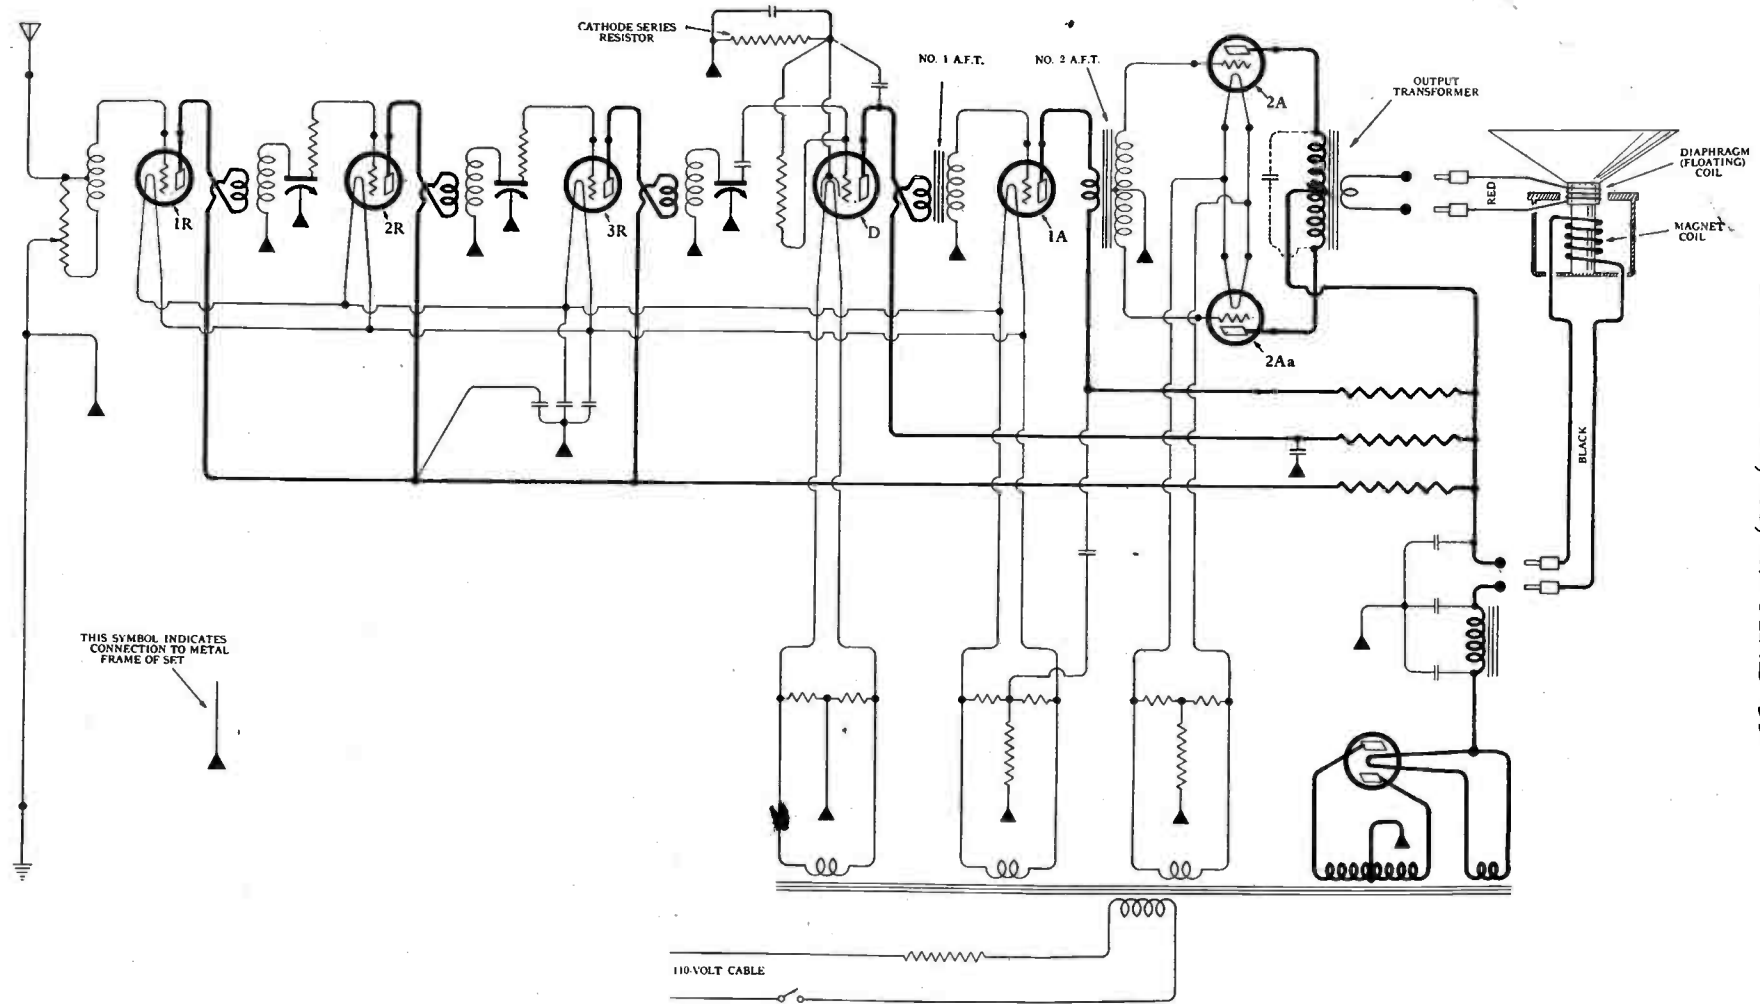 CATHODE SERIES
RESISTOR
NO. 1 A.F.T.
NO. 2 A.F.T.
2A
OUTPUT
TRANSFORMER
DIAPHRAGM
(FLOATING)
COIL
RED
MAGNET
COIL
1R
2R
3R
D
1A
2Aa
BLACK
THIS SYMBOL INDICATES
CONNECTION TO METAL
FRAME OF SET
110-VOLT CABLE